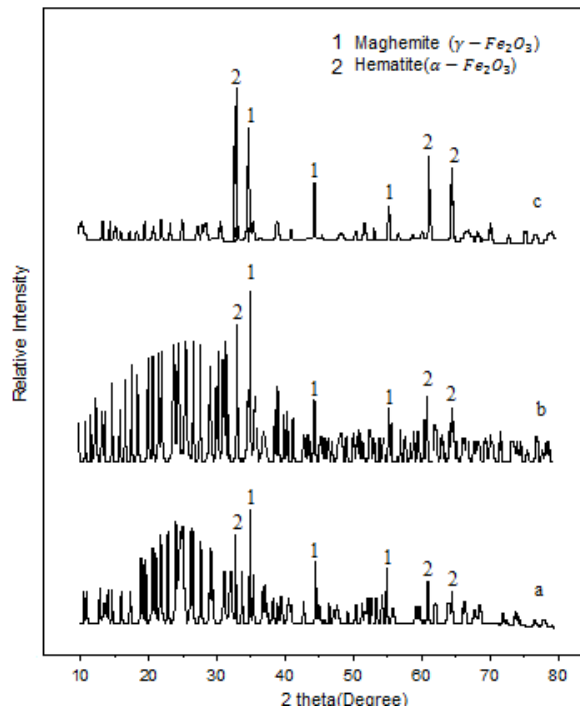 1 Maghemite (γ − Fe₂O₃)
2 Hematite(α − Fe₂O₃)
2
1
1
1
2
2
c
1
2
1
1
2
2
b
1
2
1
1
2
2
a
Relative Intensity
10 20 30 40 50 60 70 80
2 theta(Degree)